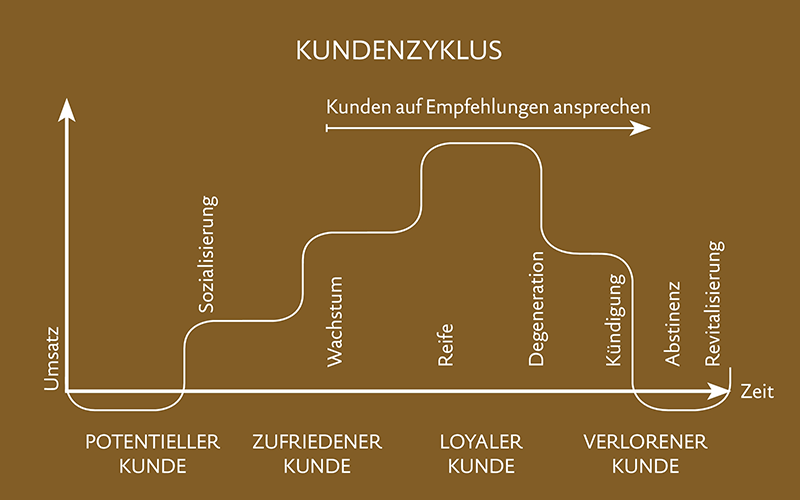 KUNDENZYKLUS
Kunden auf Empfehlungen ansprechen
Umsatz
Sozialisierung
Wachstum
Reife
Degeneration
Kündigung
Abstinenz
Revitalisierung
Zeit
POTENTIELLER
KUNDE
ZUFRIEDENER
KUNDE
LOYALER
KUNDE
VERLORENER
KUNDE